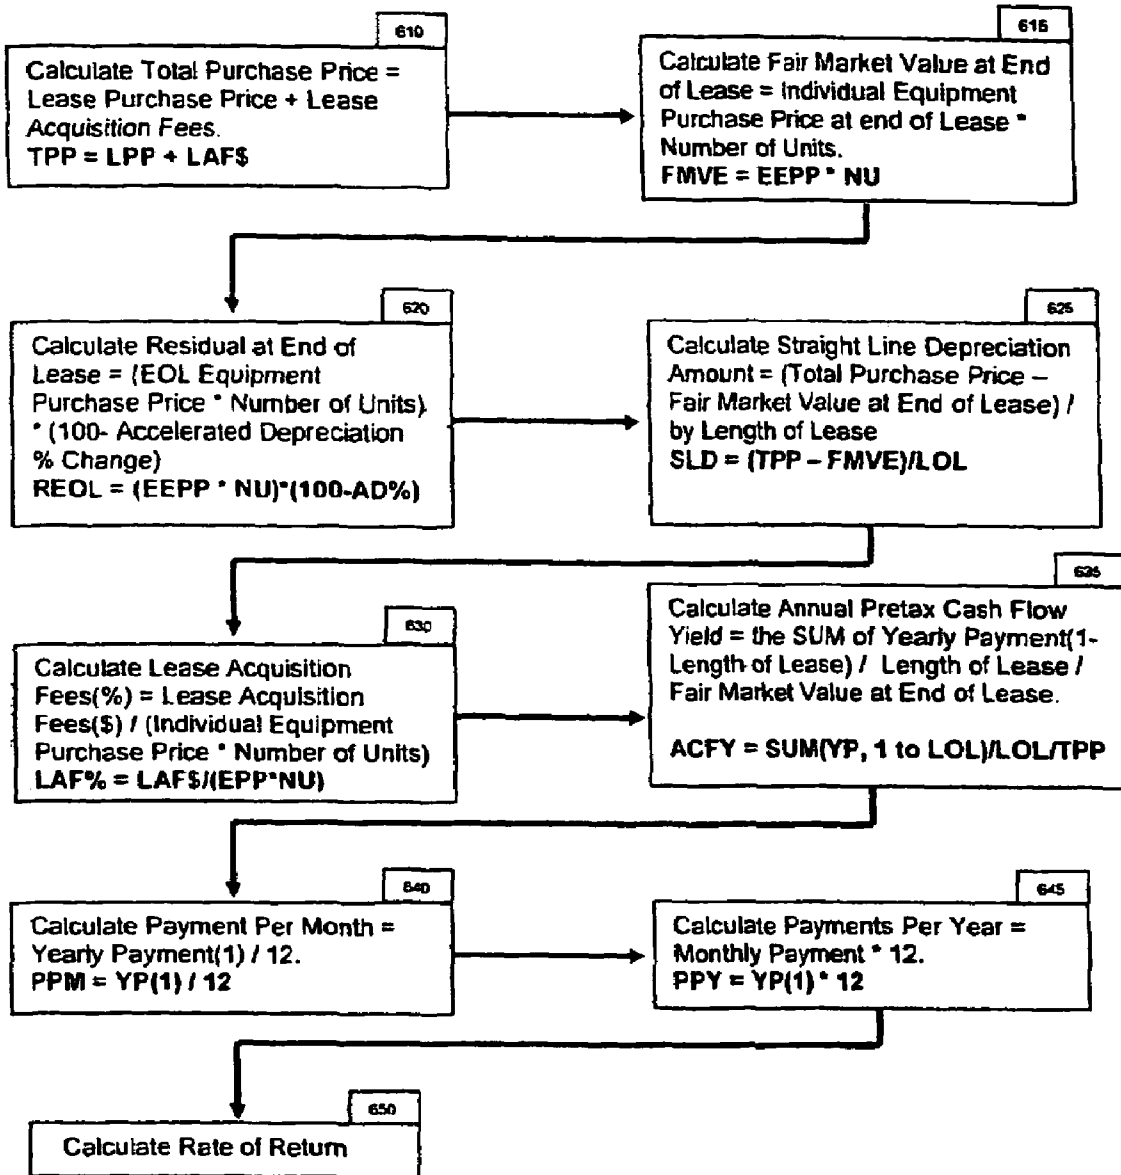 610
Calculate Total Purchase Price =
Lease Purchase Price + Lease
Acquisition Fees.
TPP = LPP + LAF$
615
Calculate Fair Market Value at End
of Lease = Individual Equipment
Purchase Price at end of Lease *
Number of Units.
FMVE = EEPP * NU
620
Calculate Residual at End of
Lease = (EOL Equipment
Purchase Price * Number of Units)
* (100- Accelerated Depreciation
% Change)
REOL = (EEPP * NU)*(100-AD%)
625
Calculate Straight Line Depreciation
Amount = (Total Purchase Price –
Fair Market Value at End of Lease) /
by Length of Lease
SLD = (TPP – FMVE)/LOL
630
Calculate Lease Acquisition
Fees(%) = Lease Acquisition
Fees($) / (Individual Equipment
Purchase Price * Number of Units)
LAF% = LAF$/(EPP*NU)
635
Calculate Annual Pretax Cash Flow
Yield = the SUM of Yearly Payment(1-
Length of Lease) / Length of Lease /
Fair Market Value at End of Lease.
ACFY = SUM(YP, 1 to LOL)/LOL/TPP
640
Calculate Payment Per Month =
Yearly Payment(1) / 12.
PPM = YP(1) / 12
645
Calculate Payments Per Year =
Monthly Payment * 12.
PPY = YP(1) * 12
650
Calculate Rate of Return